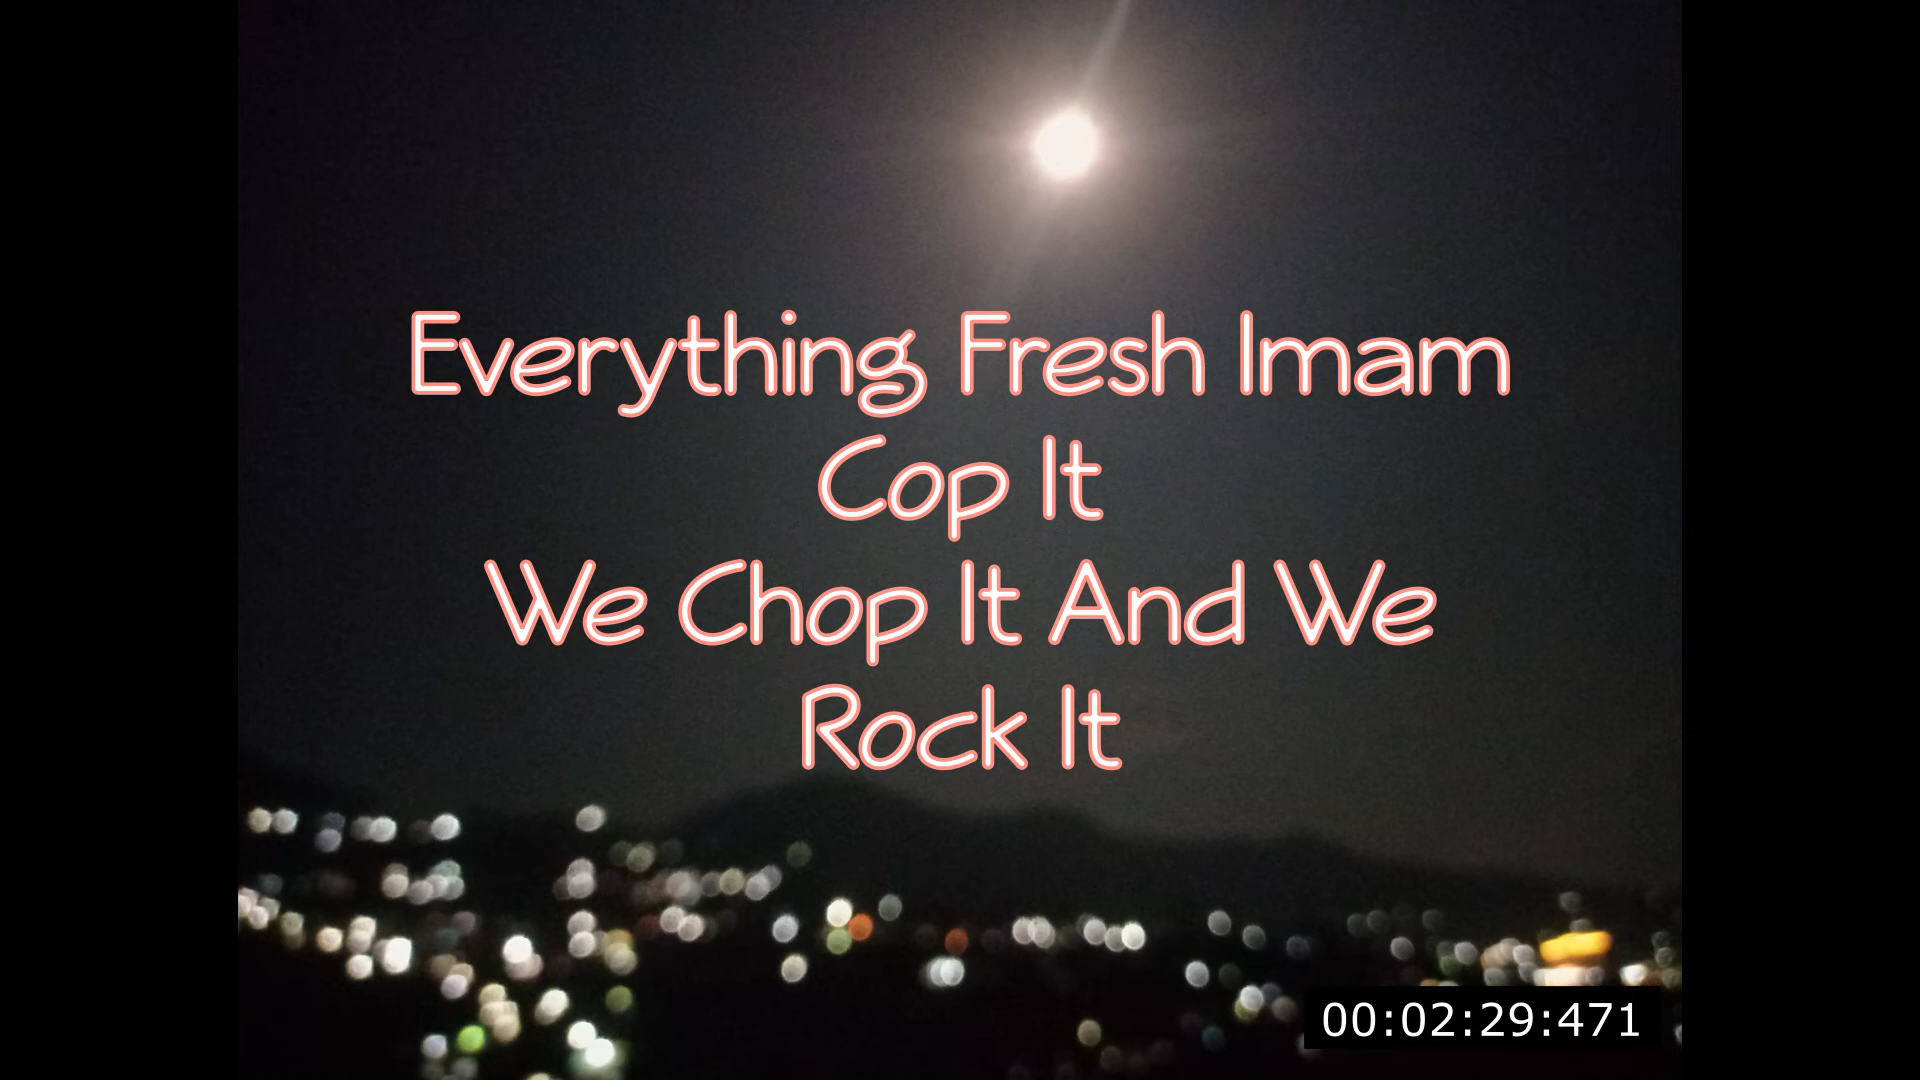 Everything Fresh Imam
Cop It
We Chop It And We
Rock It
00:02:29:471